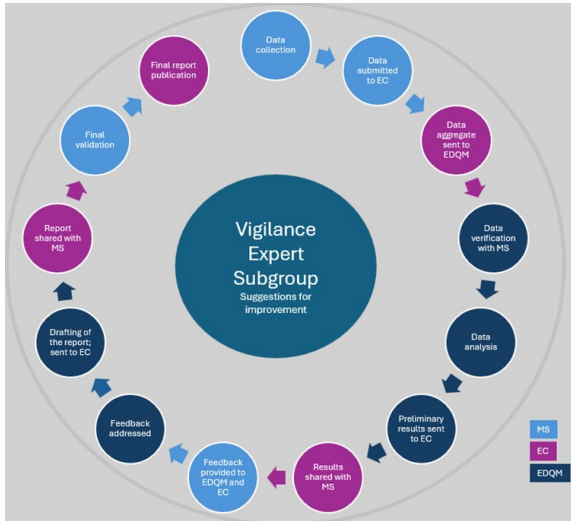 Data
collection
Data
submitted
to EC
Data
aggregate
sent to
EDQM
Data
verification
with MS
Data
analysis
Preliminary
results sent
to EC
Results
shared with
MS
Feedback
provided to
EDQM and
EC
Feedback
addressed
Drafting of
the report;
sent to EC
Report
shared with
MS
Final
validation
Final report
publication
Vigilance
Expert
Subgroup
Suggestions for
improvement
MS
EC
EDQM